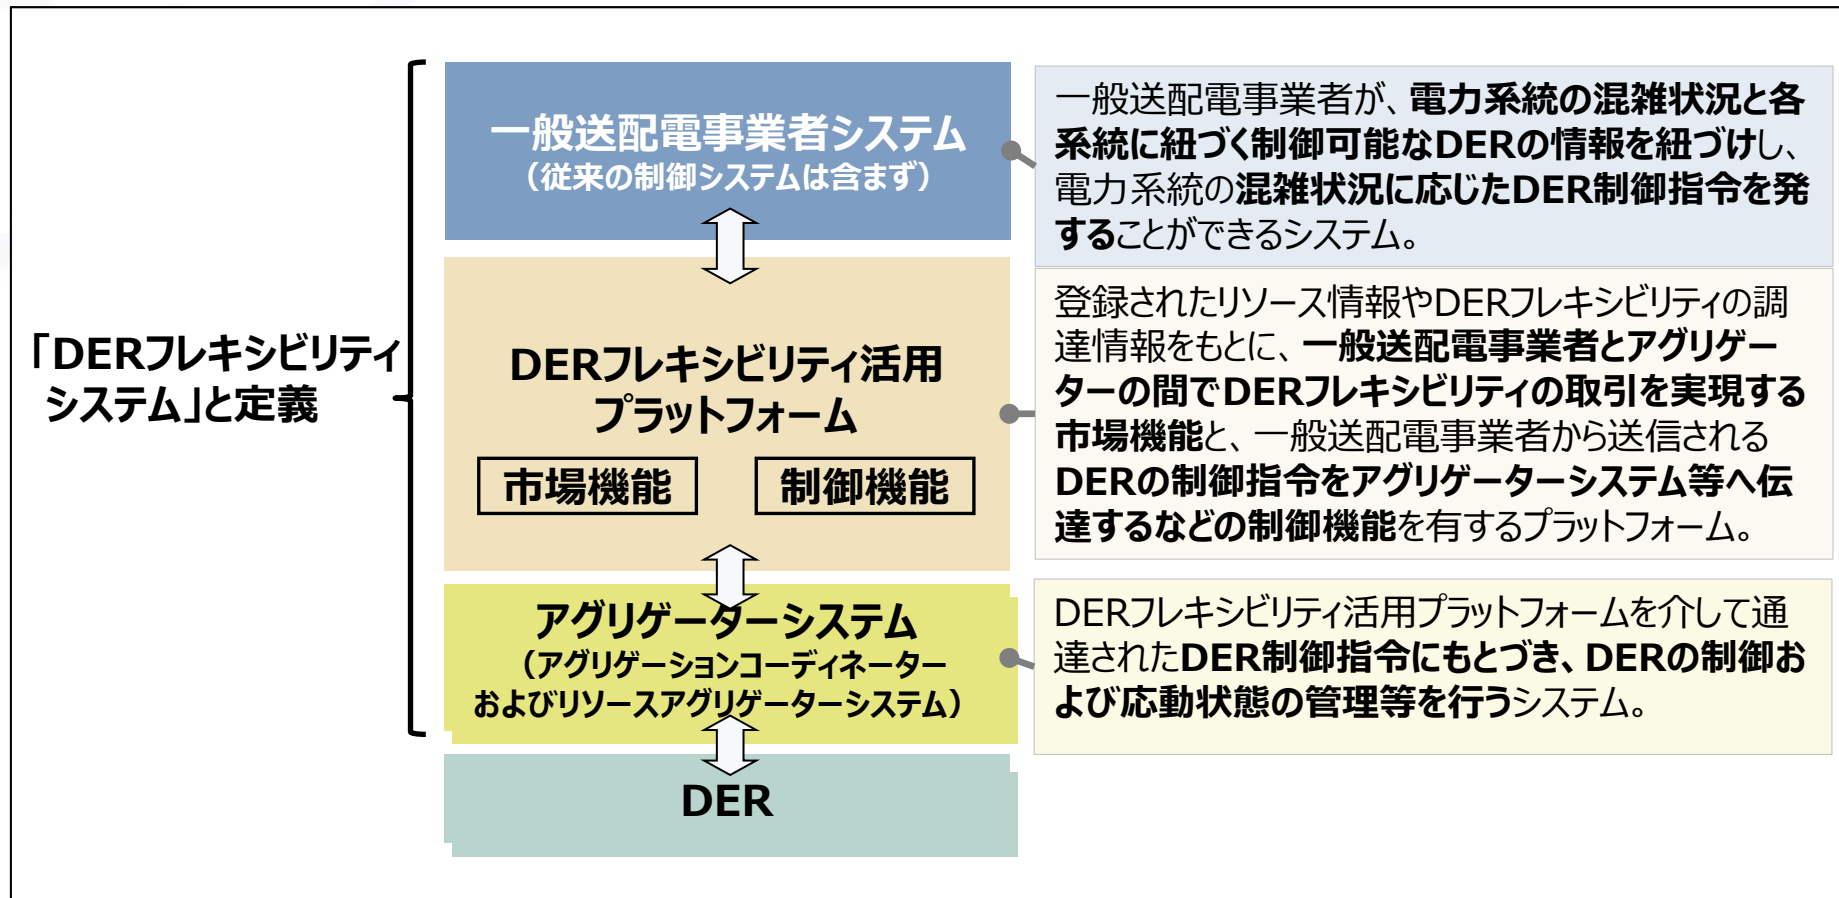 「DERフレキシビリティ
システム」と定義
一般送配電事業者システム
（従来の制御システムは含まず）
DERフレキシビリティ活用
プラットフォーム
市場機能
制御機能
アグリゲーターシステム
（アグリゲーションコーディネーター
およびリソースアグリゲーターシステム）
DER
一般送配電事業者が、電力系統の混雑状況と各
系統に紐づく制御可能なDERの情報を紐づけし、
電力系統の混雑状況に応じたDER制御指令を発
することができるシステム。
登録されたリソース情報やDERフレキシビリティの調
達情報をもとに、一般送配電事業者とアグリゲー
ターの間でDERフレキシビリティの取引を実現する
市場機能と、一般送配電事業者から送信される
DERの制御指令をアグリゲーターシステム等へ伝
達するなどの制御機能を有するプラットフォーム。
DERフレキシビリティ活用プラットフォームを介して通
達されたDER制御指令にもとづき、DERの制御お
よび応動状態の管理等を行うシステム。